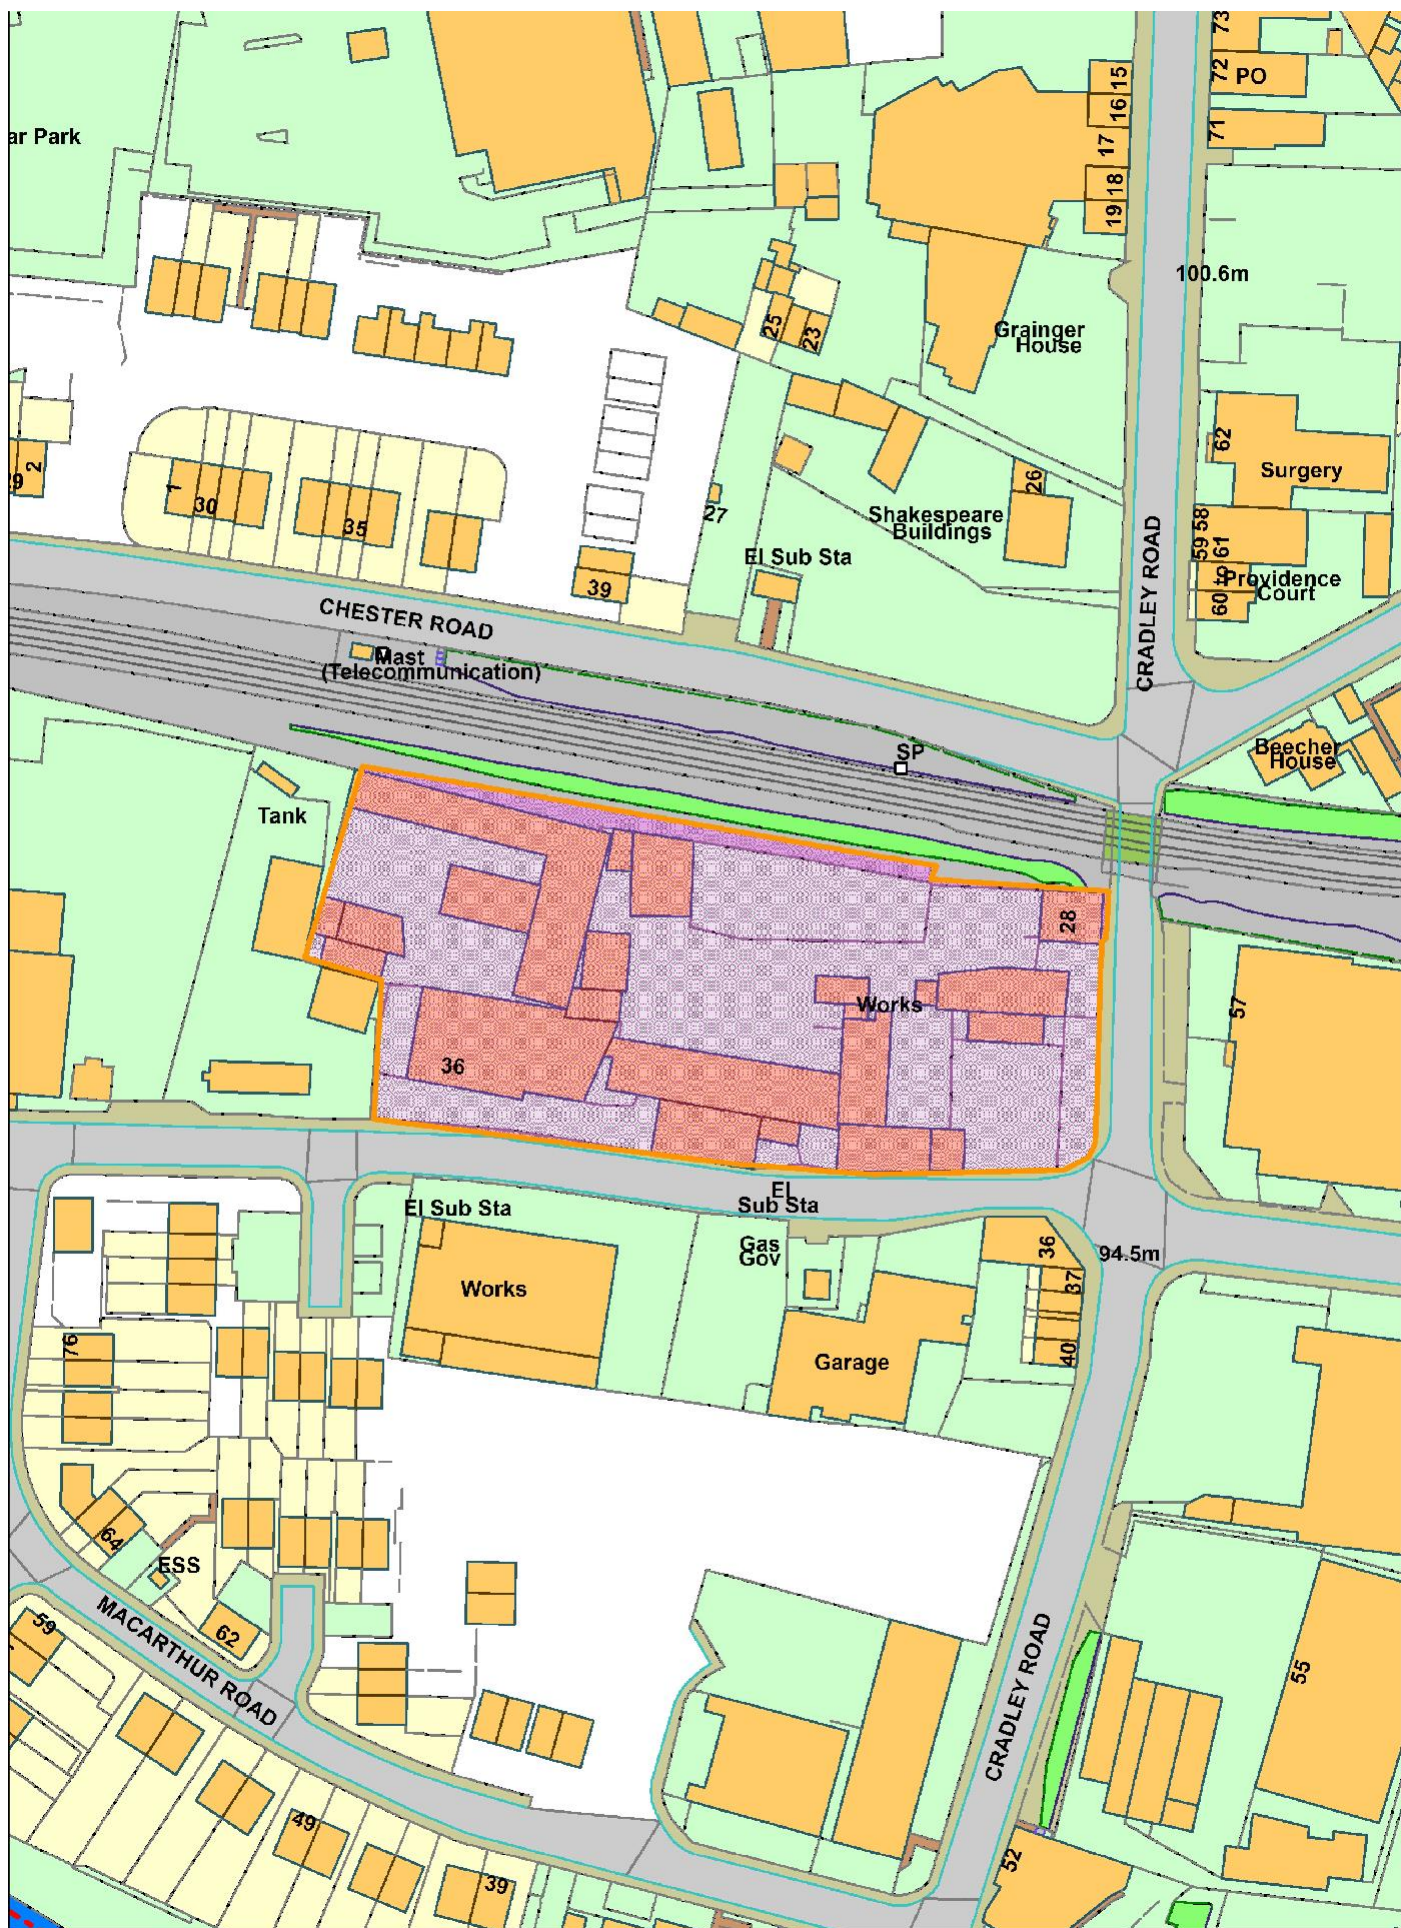 73
72
PO
71
15
16
17
18
19
ar Park
100.6m
25
23
Grainger
House
62
Surgery
2
1
30
35
27
26
Shakespeare
Buildings
El Sub Sta
39
59 58
60 to 61
Providence
Court
CRADLEY ROAD
CHESTER ROAD
Mast
(Telecommunication)
SP
Beecher
House
Tank
28
Works
57
36
El Sub Sta
El
Sub Sta
Gas
Gov
36
94.5m
37
Works
Garage
40
76
64
ESS
62
59
MACARTHUR ROAD
CRADLEY ROAD
55
49
39
52